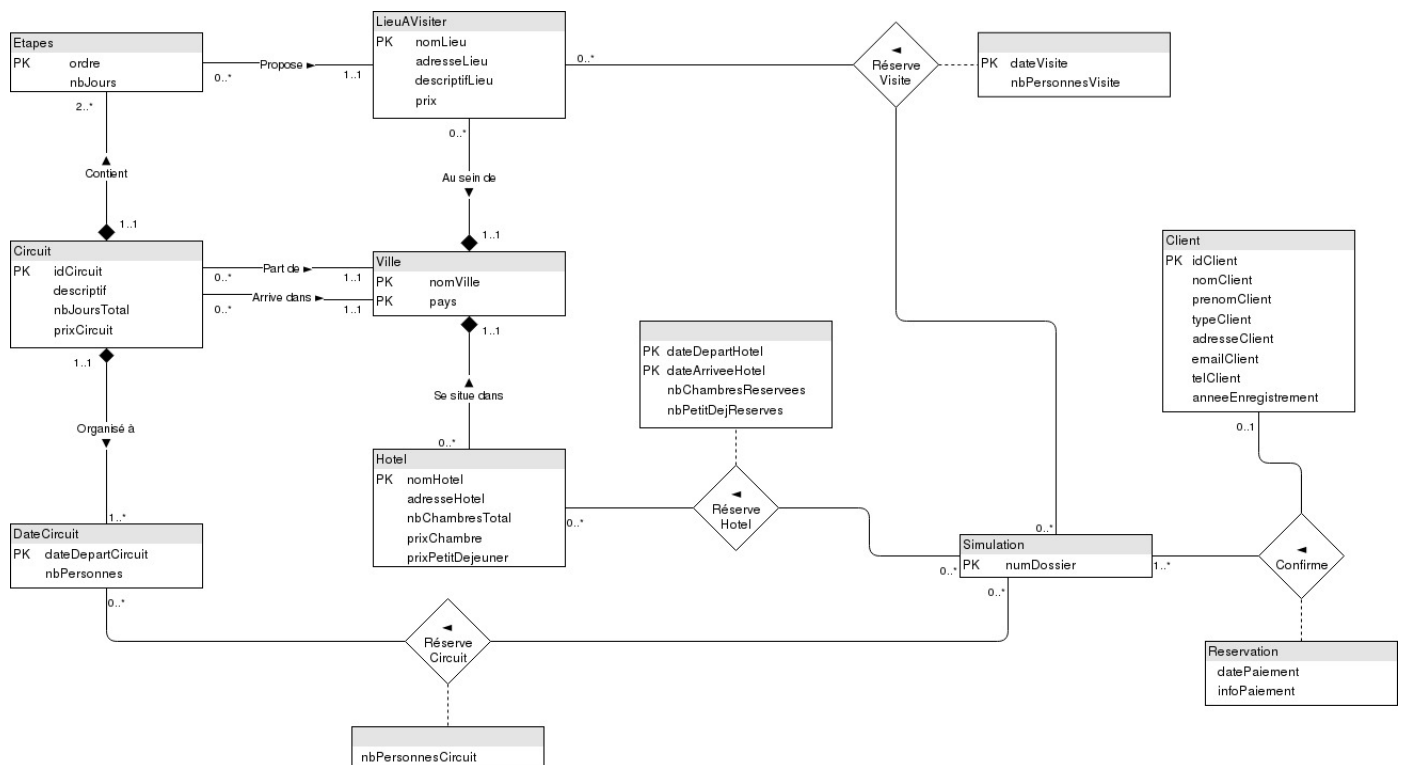 Etapes
PK ordre
nbJours
0..*
Propose ►
1..1
2..*
LieuAVisiter
PK nomLieu
adresseLieu
descriptifLieu
prix
0..*
0..*
◄
Réserve
Visite
PK dateVisite
nbPersonnesVisite
▲
Contient
1..1
Au sein de
▼
1..1
Circuit
PK idCircuit
descriptif
nbJoursTotal
prixCircuit
0..*
Part de ►
1..1
0..*
Arrive dans ►
1..1
1..1
Ville
PK nomVille
PK pays
1..1
Client
PK idClient
nomClient
prenomClient
typeClient
adresseClient
emailClient
telClient
anneeEnregistrement
0..1
PK dateDepartHotel
PK dateArriveeHotel
nbChambresReservees
nbPetitDejReserves
▲
Se situe dans
0..*
Organisé à
▼
1..*
Hotel
PK nomHotel
adresseHotel
nbChambresTotal
prixChambre
prixPetitDejeuner
0..*
◄
Réserve
Hotel
DateCircuit
PK dateDepartCircuit
nbPersonnes
0..*
0..*
Simulation
PK numDossier
0..*
0..*
1..*
◄
Confirme
◄
Réserve
Circuit
Reservation
datePaiement
infoPaiement
nbPersonnesCircuit